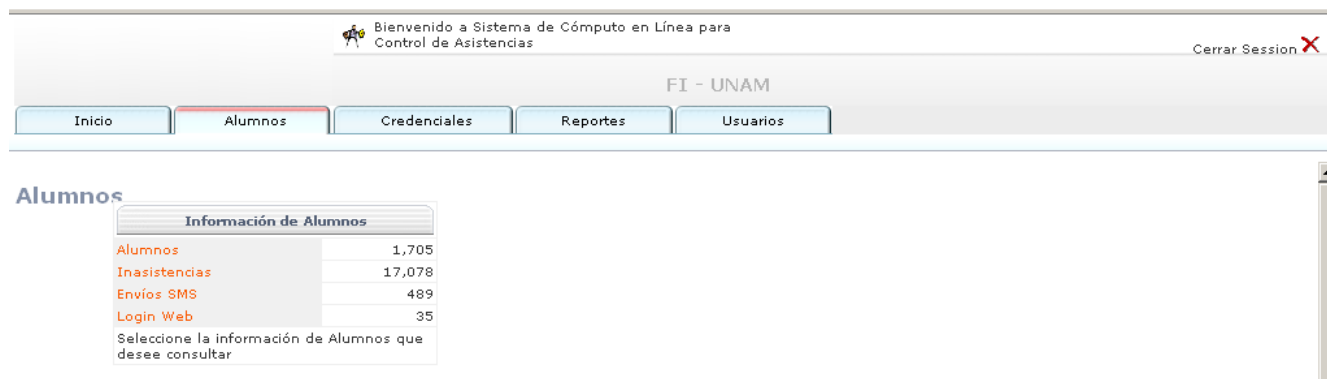 Bienvenido a Sistema de Cómputo en Línea para
Control de Asistencias
Cerrar Session
FI - UNAM
Inicio Alumnos Credenciales Reportes Usuarios
Alumnos
Información de Alumnos
Alumnos 1,705
Inasistencias 17,078
Envíos SMS 489
Login Web 35
Seleccione la información de Alumnos que
desee consultar